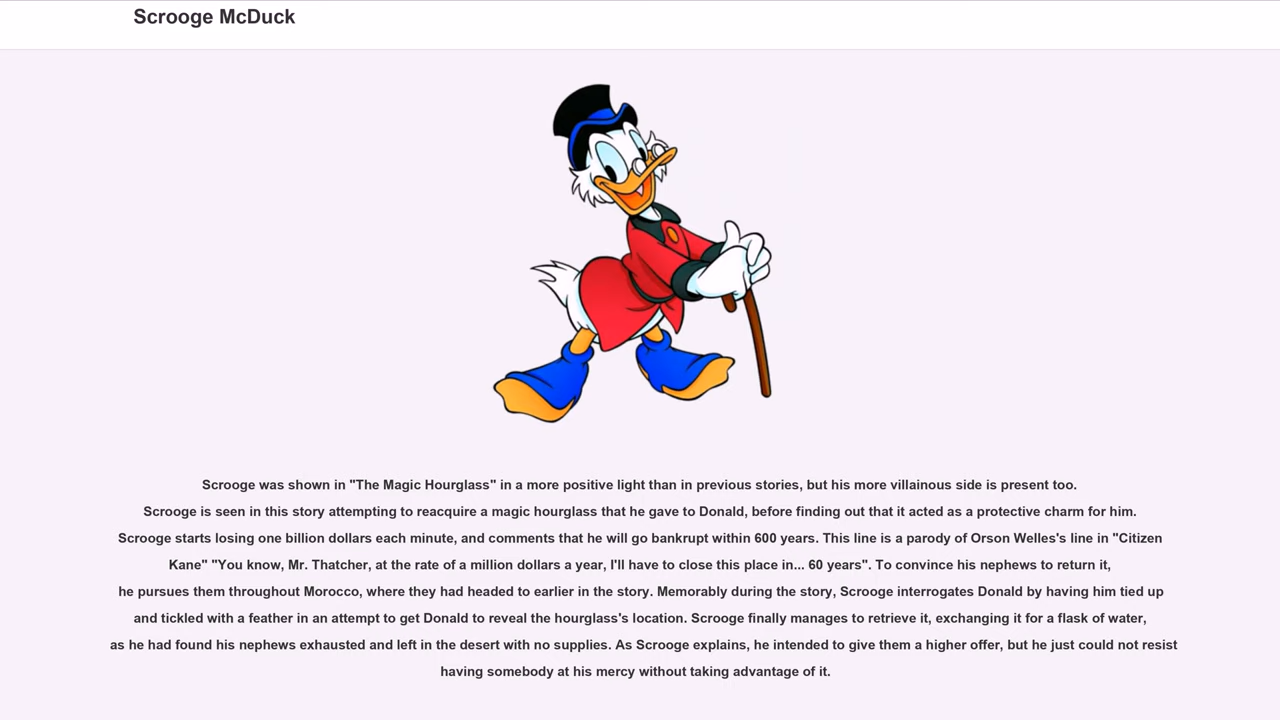 Scrooge McDuck
Scrooge was shown in "The Magic Hourglass" in a more positive light than in previous stories, but his more villainous side is present too.
Scrooge is seen in this story attempting to reacquire a magic hourglass that he gave to Donald, before finding out that it acted as a protective charm for him.
Scrooge starts losing one billion dollars each minute, and comments that he will go bankrupt within 600 years. This line is a parody of Orson Welles's line in "Citizen
Kane" "You know, Mr. Thatcher, at the rate of a million dollars a year, I'll have to close this place in... 60 years". To convince his nephews to return it,
he pursues them throughout Morocco, where they had headed to earlier in the story. Memorably during the story, Scrooge interrogates Donald by having him tied up
and tickled with a feather in an attempt to get Donald to reveal the hourglass's location. Scrooge finally manages to retrieve it, exchanging it for a flask of water,
as he had found his nephews exhausted and left in the desert with no supplies. As Scrooge explains, he intended to give them a higher offer, but he just could not resist
having somebody at his mercy without taking advantage of it.